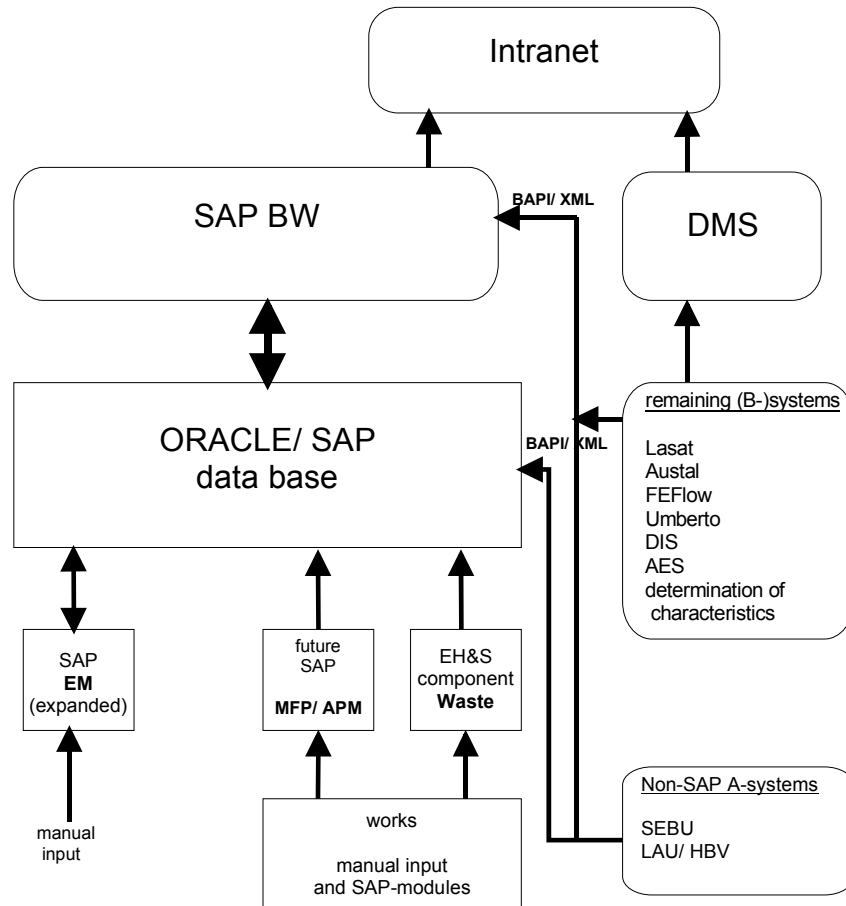 Intranet
SAP BW
BAPI/ XML
DMS
ORACLE/ SAP
data base
BAPI/ XML
remaining (B-)systems
Lasat
Austal
FEFlow
Umberto
DIS
AES
determination of
characteristics
SAP
EM
(expanded)
future
SAP
MFP/ APM
EH&S
component
Waste
manual
input
works
manual input
and SAP-modules
Non-SAP A-systems
SEBU
LAU/ HBV